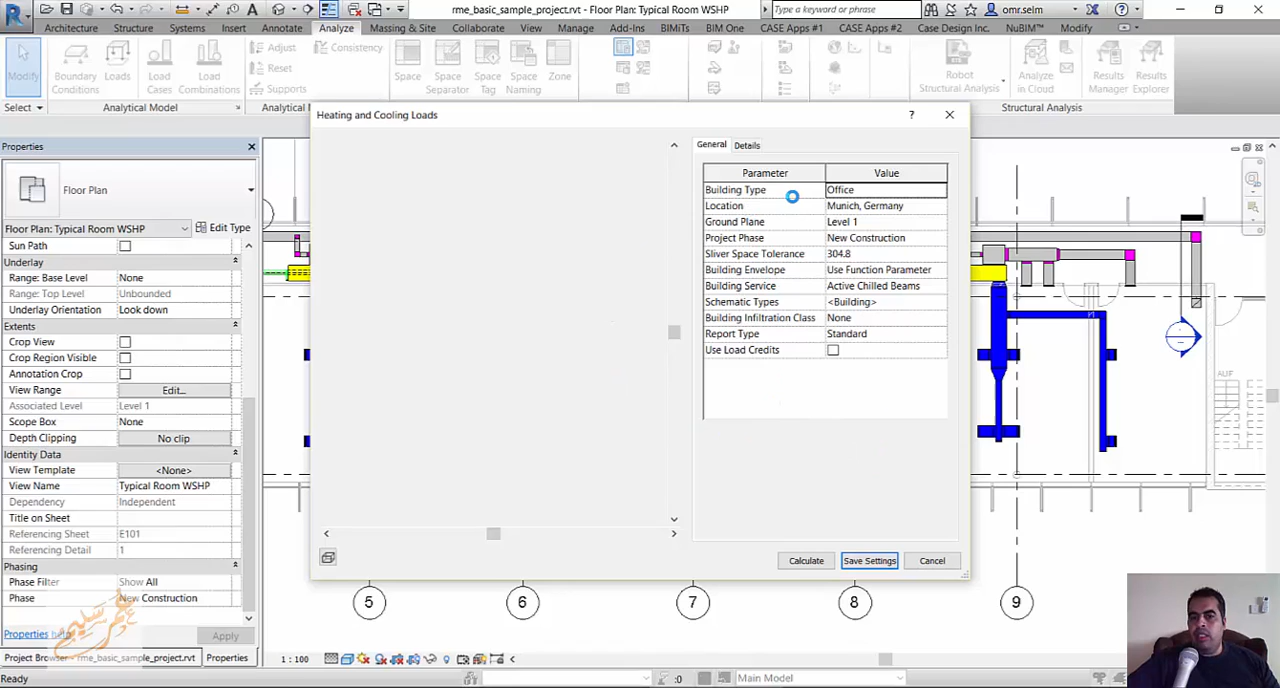 rme_basic_sample_project.rvt - Floor Plan: Typical Room WSHP
Type a keyword or phrase
omr.selm
Architecture Structure Systems Insert Annotate Analyze Massing & Site Collaborate View Manage Add-Ins BIMiTs BIM One CASE Apps #1 CASE Apps #2 Case Design Inc. NuBIM™ Modify
Modify
Boundary Conditions
Loads
Load Cases
Load Combinations
Adjust
Reset
Supports
Consistency
Space
Space Separator
Space Tag
Space Naming
Zone
Robot Structural Analysis
Analyze in Cloud
Results Manager
Results Explorer
Select
Analytical Model
Analytical
Structural Analysis
Properties
Floor Plan
Floor Plan: Typical Room WSHP
Edit Type
Sun Path
Underlay
Range: Base Level None
Range: Top Level Unbounded
Underlay Orientation Look down
Extents
Crop View
Crop Region Visible
Annotation Crop
View Range Edit...
Associated Level Level 1
Scope Box None
Depth Clipping No clip
Identity Data
View Template <None>
View Name Typical Room WSHP
Dependency Independent
Title on Sheet
Referencing Sheet E101
Referencing Detail 1
Phasing
Phase Filter Show All
Phase New Construction
Properties help
Apply
Project Browser - rme_basic_sample_project.rvt
Properties
Heating and Cooling Loads
?
General Details
Parameter Value
Building Type Office
Location Munich, Germany
Ground Plane Level 1
Project Phase New Construction
Sliver Space Tolerance 304.8
Building Envelope Use Function Parameter
Building Service Active Chilled Beams
Schematic Types <Building>
Building Infiltration Class None
Report Type Standard
Use Load Credits
Calculate
Save Settings
Cancel
AUF
5 6 7 8 9
1 : 100
Ready
:0
Main Model
عمر سليم